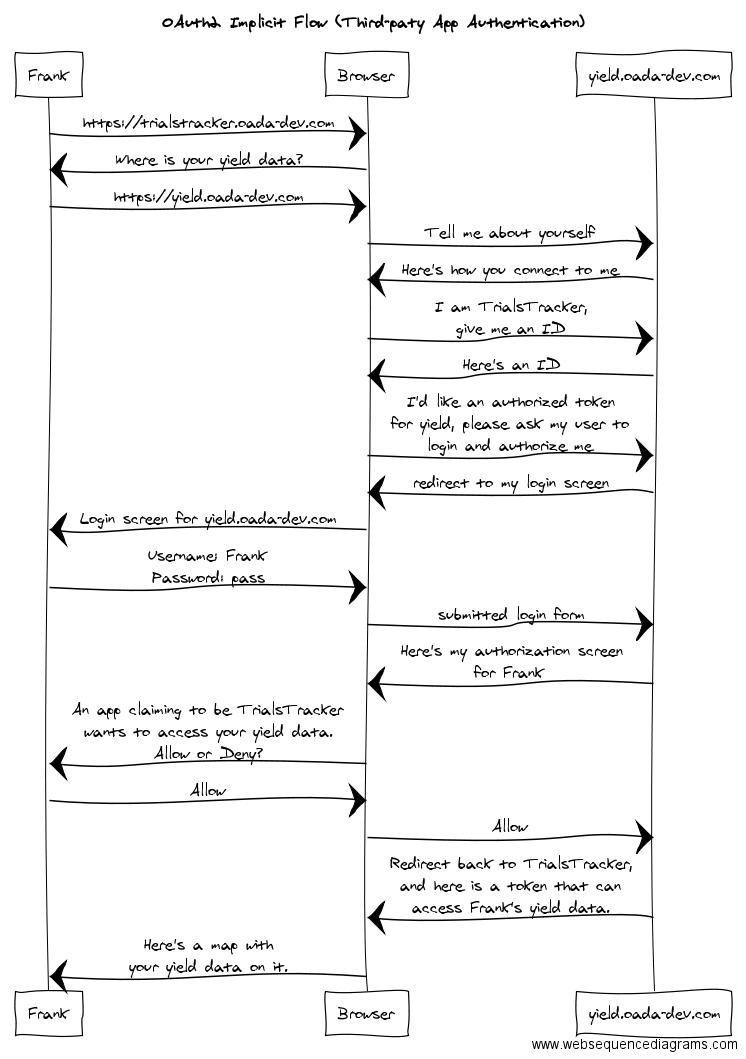 OAuth2 Implicit Flow (Third-paty App Authentication)
Frank
Browser
yield.oada-dev.com
https://trialstracker.oada-dev.com
Where is your yield data?
https://yield.oada-dev.com
Tell me about yourself
Here's how you connect to me
I am TrialsTracker,
give me an ID
Here's an ID
I'd like an authorized token
for yield, please ask my user to
login and authorize me
redirect to my login screen
Login screen for yield.oada-dev.com
Username: Frank
Password: pass
submitted login form
Here's my authorization screen
for Frank
An app claiming to be TrialsTracker
wants to access your yield data.
Allow or Deny?
Allow
Allow
Redirect back to TrialsTracker,
and here is a token that can
access Frank's yield data.
Here's a map with
your yield data on it.
Frank
Browser
yield.oada-dev.com
www.websequencediagrams.com